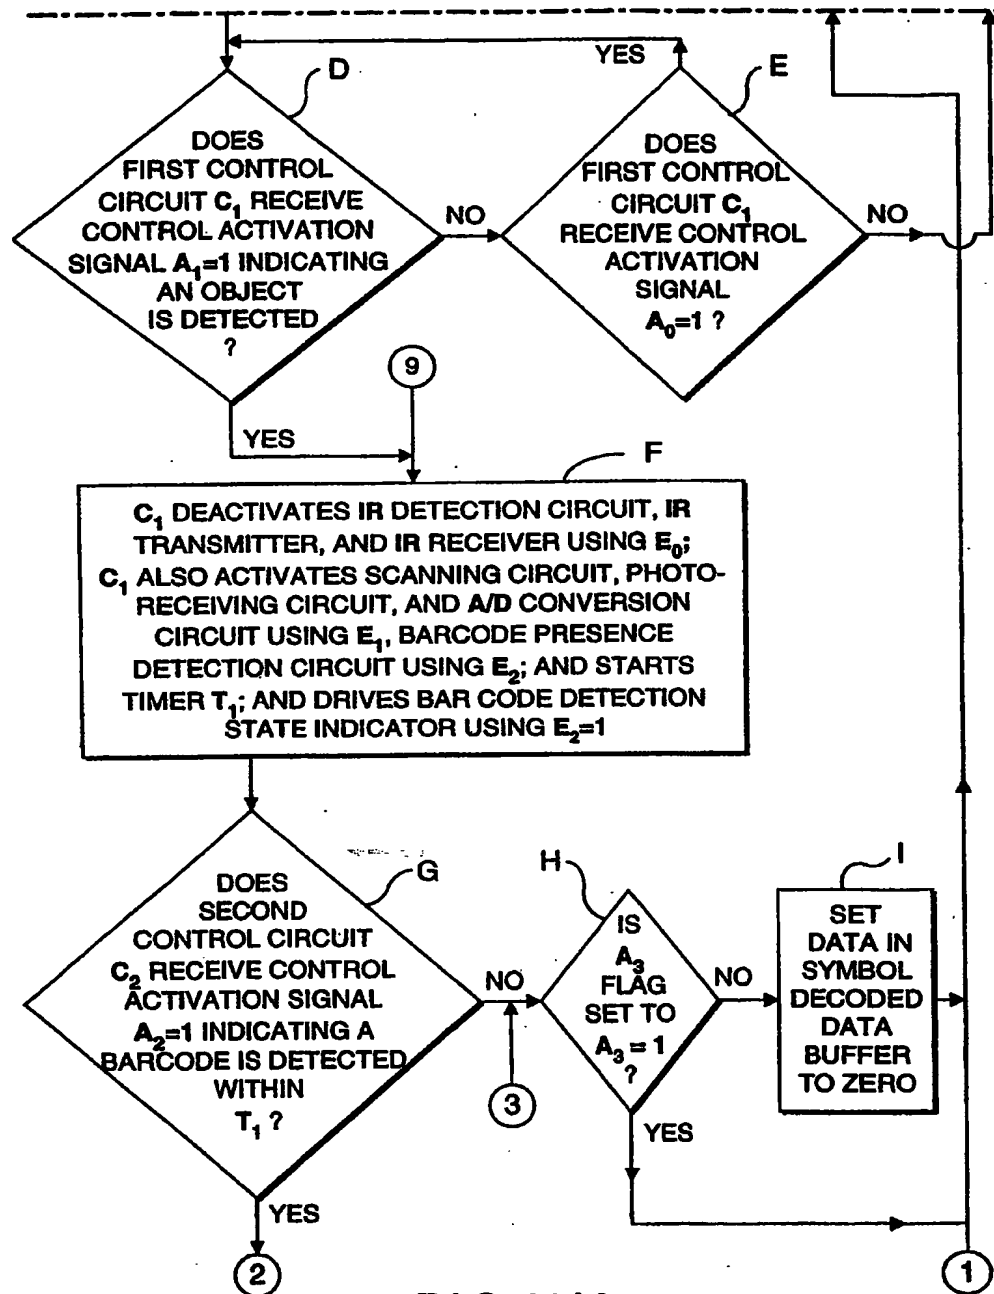 YES
D
E
DOES
FIRST CONTROL
CIRCUIT C₁ RECEIVE
CONTROL ACTIVATION
SIGNAL A₁=1 INDICATING
AN OBJECT
IS DETECTED
?
NO
DOES
FIRST CONTROL
CIRCUIT C₁
RECEIVE CONTROL
ACTIVATION
SIGNAL
A₀=1 ?
NO
9
YES
F
C₁ DEACTIVATES IR DETECTION CIRCUIT, IR
TRANSMITTER, AND IR RECEIVER USING E₀;
C₁ ALSO ACTIVATES SCANNING CIRCUIT, PHOTO-
RECEIVING CIRCUIT, AND A/D CONVERSION
CIRCUIT USING E₁, BARCODE PRESENCE
DETECTION CIRCUIT USING E₂; AND STARTS
TIMER T₁; AND DRIVES BAR CODE DETECTION
STATE INDICATOR USING E₂=1
G
DOES
SECOND
CONTROL CIRCUIT
C₂ RECEIVE CONTROL
ACTIVATION SIGNAL
A₂=1 INDICATING A
BARCODE IS DETECTED
WITHIN
T₁ ?
NO
3
H
IS
A₃
FLAG
SET TO
A₃ = 1
?
NO
I
SET
DATA IN
SYMBOL
DECODED
DATA
BUFFER
TO ZERO
YES
YES
2
1